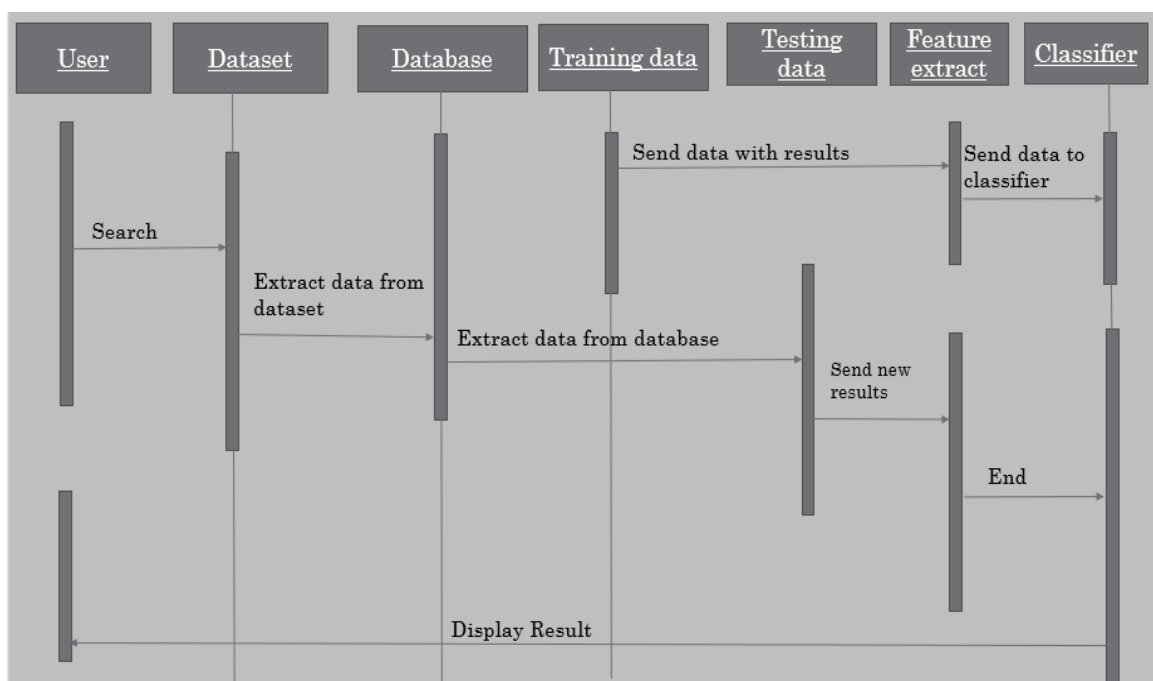 User
Dataset
Database
Training data
Testing
data
Feature
extract
Classifier
Send data with results
Send data to
classifier
Search
Extract data from
dataset
Extract data from database
Send new
results
End
Display Result